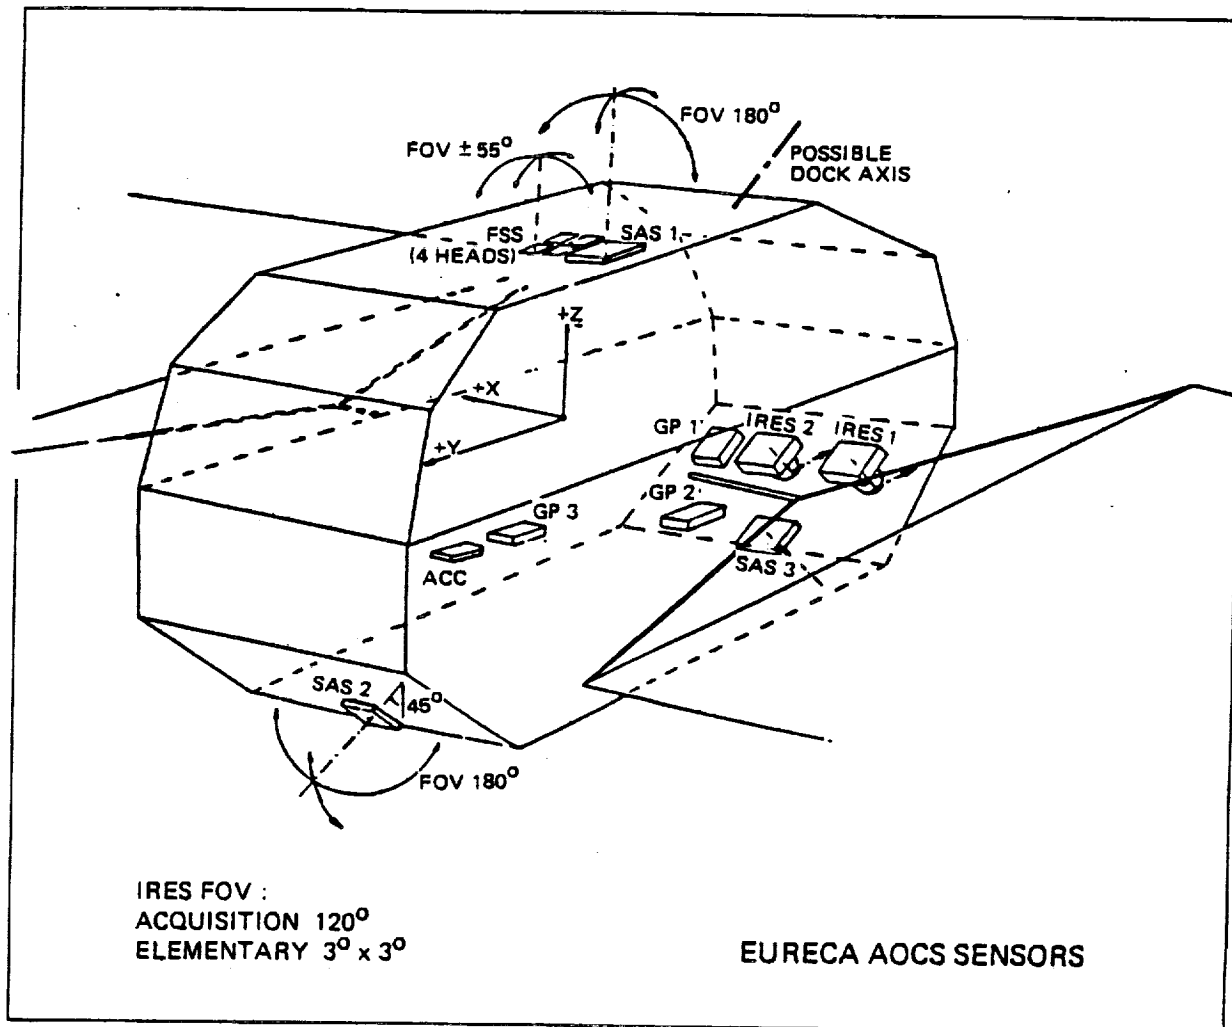 FOV 180°
FOV ± 55°
POSSIBLE
DOCK AXIS
FSS
(4 HEADS)
SAS 1
+Z
+X
+Y
GP 1
IRES 2
IRES 1
GP 2
GP 3
ACC
SAS 3
SAS 2
45°
FOV 180°
IRES FOV :
ACQUISITION 120°
ELEMENTARY 3° x 3°
EURECA AOCS SENSORS